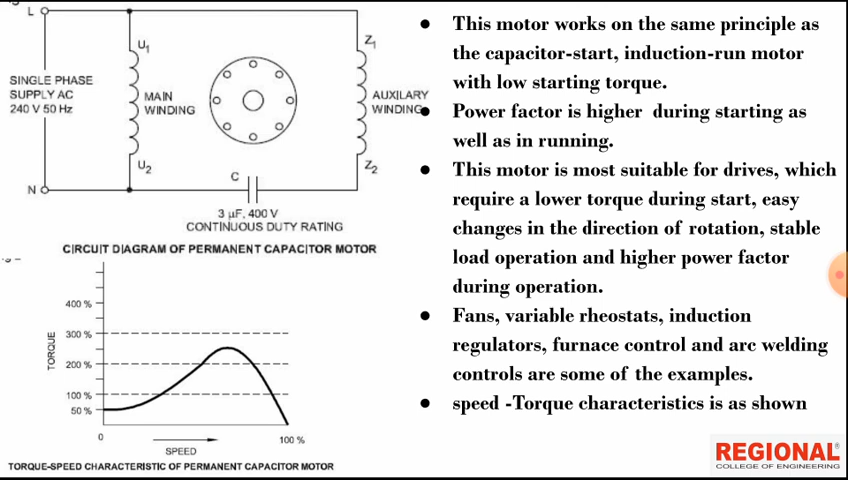 L
U1
Z1
SINGLE PHASE
SUPPLY AC
240 V 50 Hz
MAIN
WINDING
AUXILARY
WINDING
U2
Z2
C
N
3 µF, 400 V
CONTINUOUS DUTY RATING
CIRCUIT DIAGRAM OF PERMANENT CAPACITOR MOTOR
400 %
300 %
200 %
100 %
50 %
TORQUE
0
100 %
SPEED
TORQUE-SPEED CHARACTERISTIC OF PERMANENT CAPACITOR MOTOR
● This motor works on the same principle as
the capacitor-start, induction-run motor
with low starting torque.
● Power factor is higher during starting as
well as in running.
● This motor is most suitable for drives, which
require a lower torque during start, easy
changes in the direction of rotation, stable
load operation and higher power factor
during operation.
● Fans, variable rheostats, induction
regulators, furnace control and arc welding
controls are some of the examples.
● speed -Torque characteristics is as shown
REGIONAL®
COLLEGE OF ENGINEERING